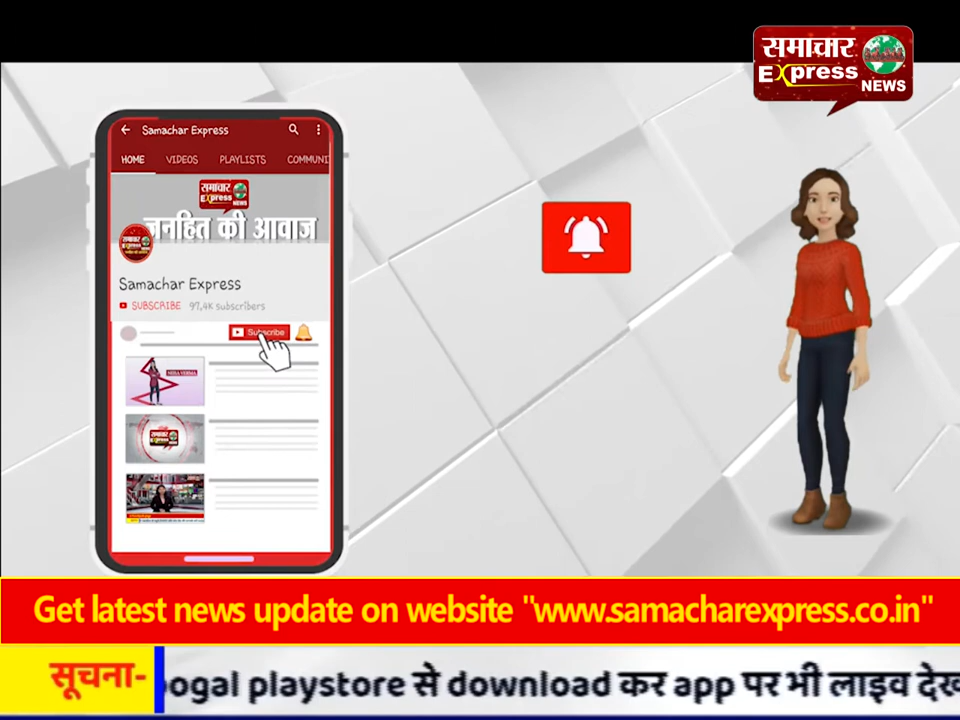 समाचार
Express
NEWS
Samachar Express
HOME VIDEOS PLAYLISTS COMMUNI
समाचार
Express
NEWS
जनहित की आवाज
Samachar Express
SUBSCRIBE 97.4K subscribers
Subscribe
Get latest news update on website "www.samacharexpress.co.in"
सूचना- oogal playstore से download कर app पर भी लाइव देख